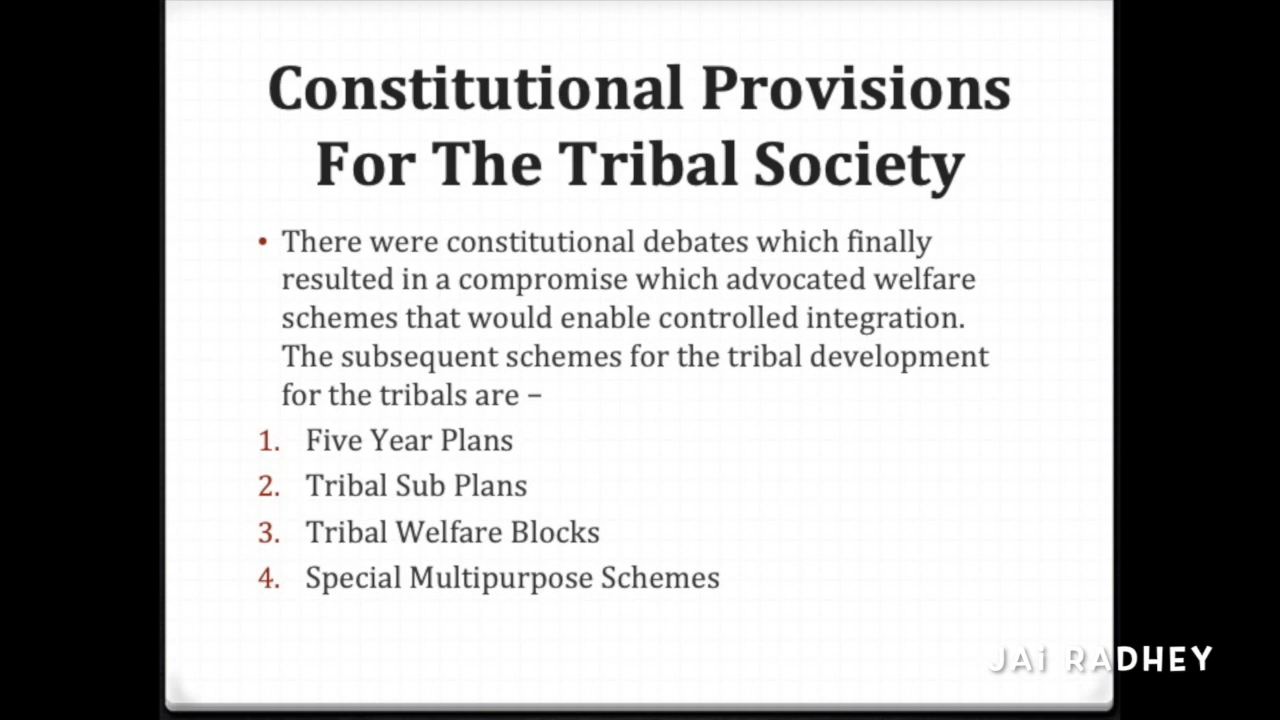 Constitutional Provisions
For The Tribal Society
• There were constitutional debates which finally
resulted in a compromise which advocated welfare
schemes that would enable controlled integration.
The subsequent schemes for the tribal development
for the tribals are –
1. Five Year Plans
2. Tribal Sub Plans
3. Tribal Welfare Blocks
4. Special Multipurpose Schemes
JAi RADHEY